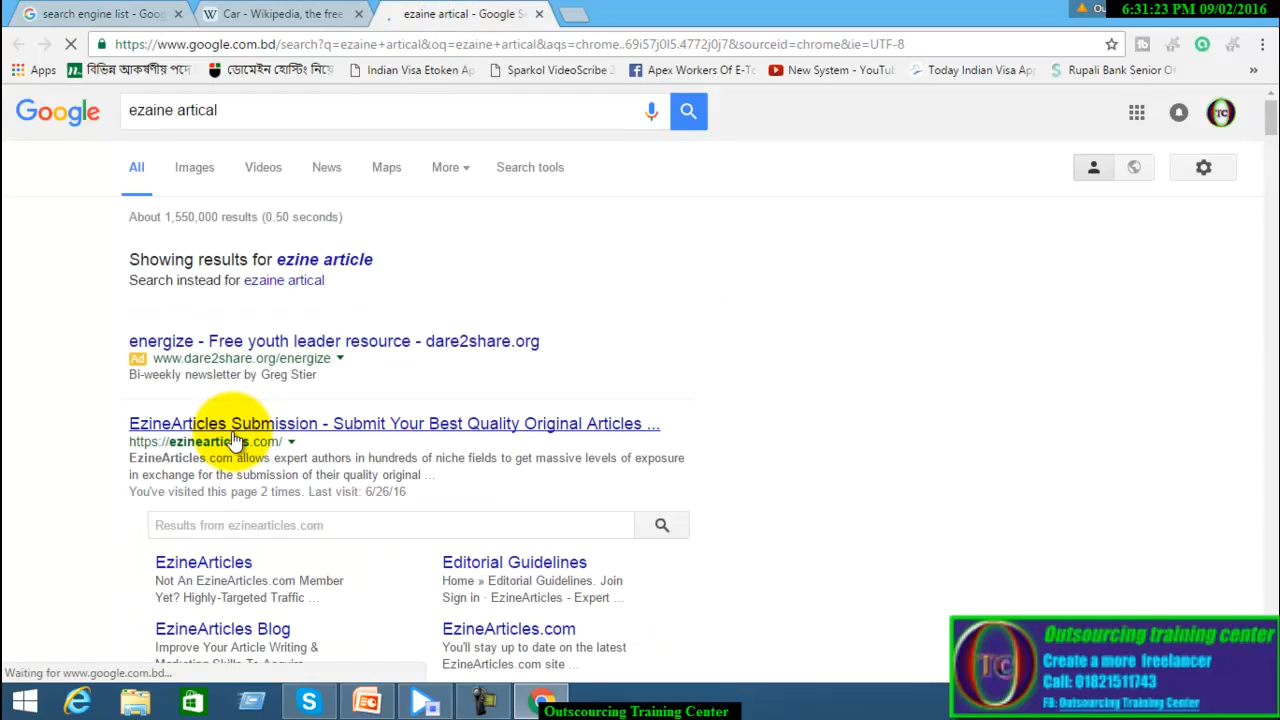 6:31:23 PM 09/02/2016
search engine list - Goo
Car - Wikipedia, the free
ezaine artical - Google S
https://www.google.com.bd/search?q=ezaine+artical&oq=ezaine+artical&aqs=chrome..69i57j0l5.4772j0j7&sourceid=chrome&ie=UTF-8
Apps
বিভিন্ন আকর্ষণীয় পদে
ডোমেইন হোস্টিং নিয়ে
Indian Visa Etoken Ap
Sparkol VideoScribe 2
Apex Workers Of E-T
New System - YouTu
Today Indian Visa App
Rupali Bank Senior Of
Google
ezaine artical
All Images Videos News Maps More Search tools
About 1,550,000 results (0.50 seconds)
Showing results for ezine article
Search instead for ezaine artical
energize - Free youth leader resource - dare2share.org
Ad www.dare2share.org/energize
Bi-weekly newsletter by Greg Stier
EzineArticles Submission - Submit Your Best Quality Original Articles ...
https://ezinearticles.com/
EzineArticles.com allows expert authors in hundreds of niche fields to get massive levels of exposure
in exchange for the submission of their quality original ...
You've visited this page 2 times. Last visit: 6/26/16
Results from ezinearticles.com
EzineArticles
Not An EzineArticles.com Member
Yet? Highly-Targeted Traffic ...
Editorial Guidelines
Home » Editorial Guidelines. Join
Sign in · EzineArticles - Expert ...
EzineArticles Blog
Improve Your Article Writing &
Marketing Skills To Acquire
EzineArticles.com
You'll stay up to date on the latest
EzineArticles.com site ...
Waiting for www.google.com.bd...
TC
Outsourcing training center
Create a more freelancer
Call: 01821511743
FB: Outsourcing Training Center
Outscourcing Training Center